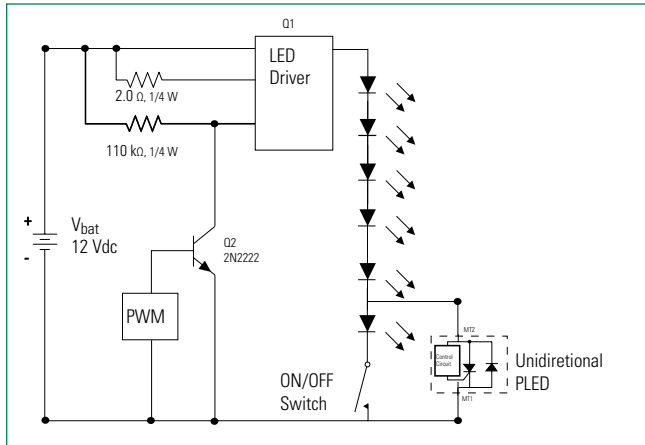 Q1
LED
Driver
2.0 Ω, 1/4 W
110 kΩ, 1/4 W
+
Vbat
12 Vdc
-
Q2
2N2222
PWM
MT2
Control
Circuit
MT1
Unidiretional
PLED
ON/OFF
Switch